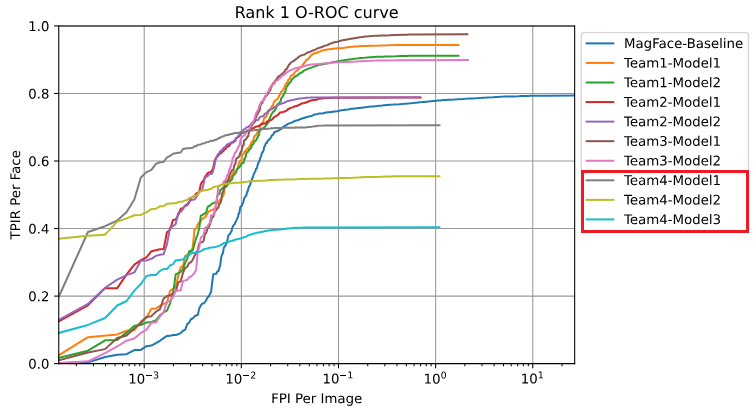 Rank 1 O-ROC curve
TPIR Per Face
1.0
0.8
0.6
0.4
0.2
0.0
10⁻³
10⁻²
10⁻¹
10⁰
10¹
FPI Per Image
MagFace-Baseline
Team1-Model1
Team1-Model2
Team2-Model1
Team2-Model2
Team3-Model1
Team3-Model2
Team4-Model1
Team4-Model2
Team4-Model3